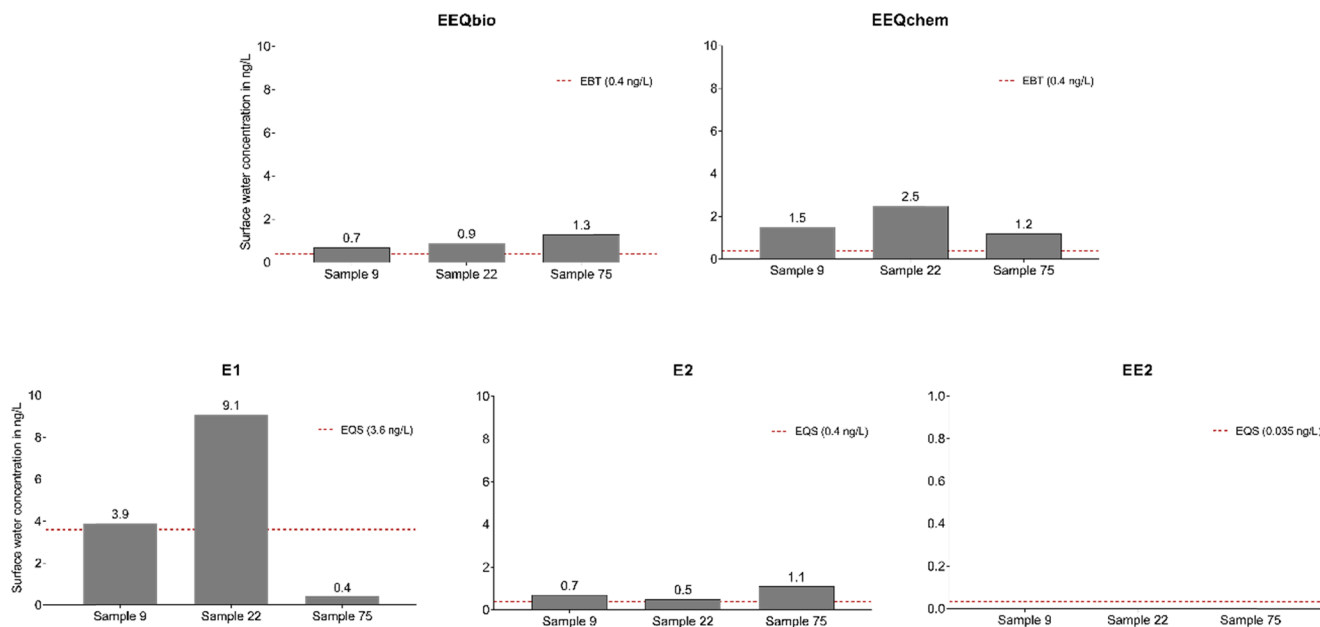 EEQbio
Surface water concentration in ng/L
10
8
6
4
2
0
EBT (0.4 ng/L)
0.7
0.9
1.3
Sample 9
Sample 22
Sample 75
EEQchem
10
8
6
4
2
0
EBT (0.4 ng/L)
1.5
2.5
1.2
Sample 9
Sample 22
Sample 75
E1
Surface water concentration in ng/L
10
8
6
4
2
0
EQS (3.6 ng/L)
3.9
9.1
0.4
Sample 9
Sample 22
Sample 75
E2
10
8
6
4
2
0
EQS (0.4 ng/L)
0.7
0.5
1.1
Sample 9
Sample 22
Sample 75
EE2
1.0
0.8
0.6
0.4
0.2
0.0
EQS (0.035 ng/L)
Sample 9
Sample 22
Sample 75